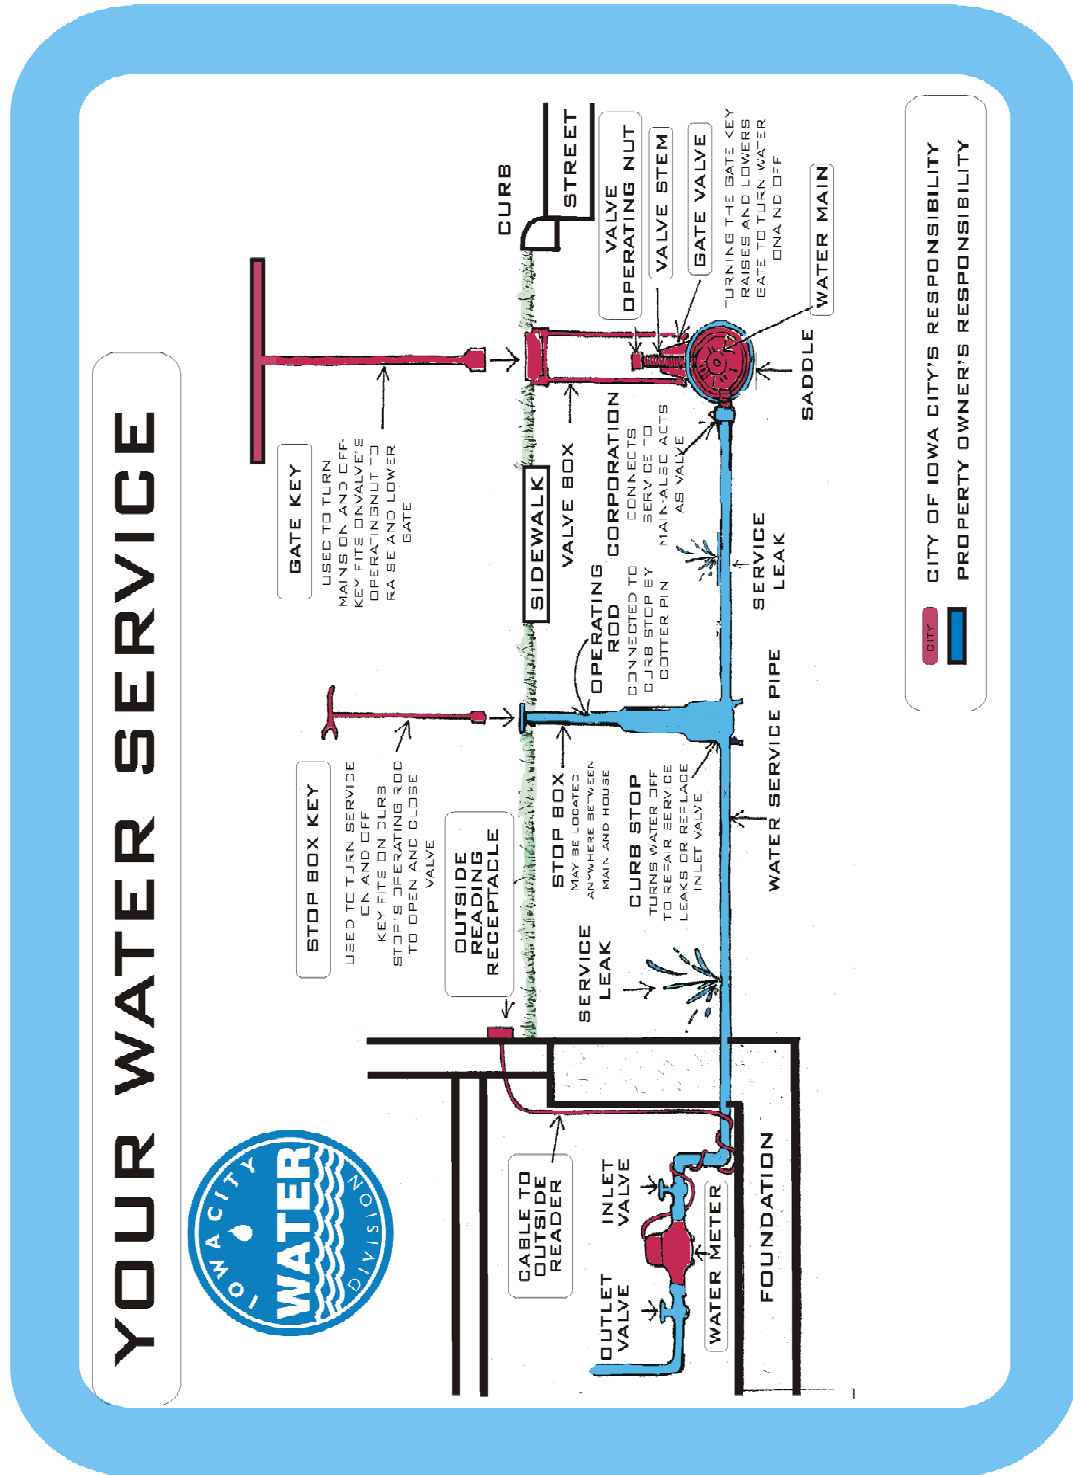 YOUR WATER SERVICE
IOWA CITY
WATER
DIVISION
STOP BOX KEY
USED TO TURN SERVICE
ON AND OFF
KEY FITS ON CURB
STOP'S OPERATING ROD
TO OPEN AND CLOSE
VALVE
GATE KEY
USED TO TURN
MAINS ON AND OFF-
KEY FITS ONVALVE'S
OPERATINGNUT TO
RAISE AND LOWER
GATE
OUTSIDE
READING
RECEPTACLE
SIDEWALK
CURB
STREET
CABLE TO
OUTSIDE
READER
SERVICE
LEAK
STOP BOX
MAY BE LOCATED
ANYWHERE BETWEEN
MAIN AND HOUSE
OPERATING
ROD
CONNECTED TO
CURB STOP BY
COTTER PIN
VALVE BOX
CORPORATION
CONNECTS
SERVICE TO
MAIN-ALSO ACTS
AS VALVE
VALVE
OPERATING NUT
VALVE STEM
GATE VALVE
TURNING THE GATE KEY
RAISES AND LOWERS
GATE TO TURN WATER
ONAND OFF
WATER MAIN
OUTLET
VALVE
INLET
VALVE
CURB STOP
TURNS WATER OFF
TO REPAIR SERVICE
LEAKS OR REPLACE
INLET VALVE
WATER METER
FOUNDATION
WATER SERVICE PIPE
SERVICE
LEAK
SADDLE
CITY
CITY OF IOWA CITY'S RESPONSIBILITY
PROPERTY OWNER'S RESPONSIBILITY